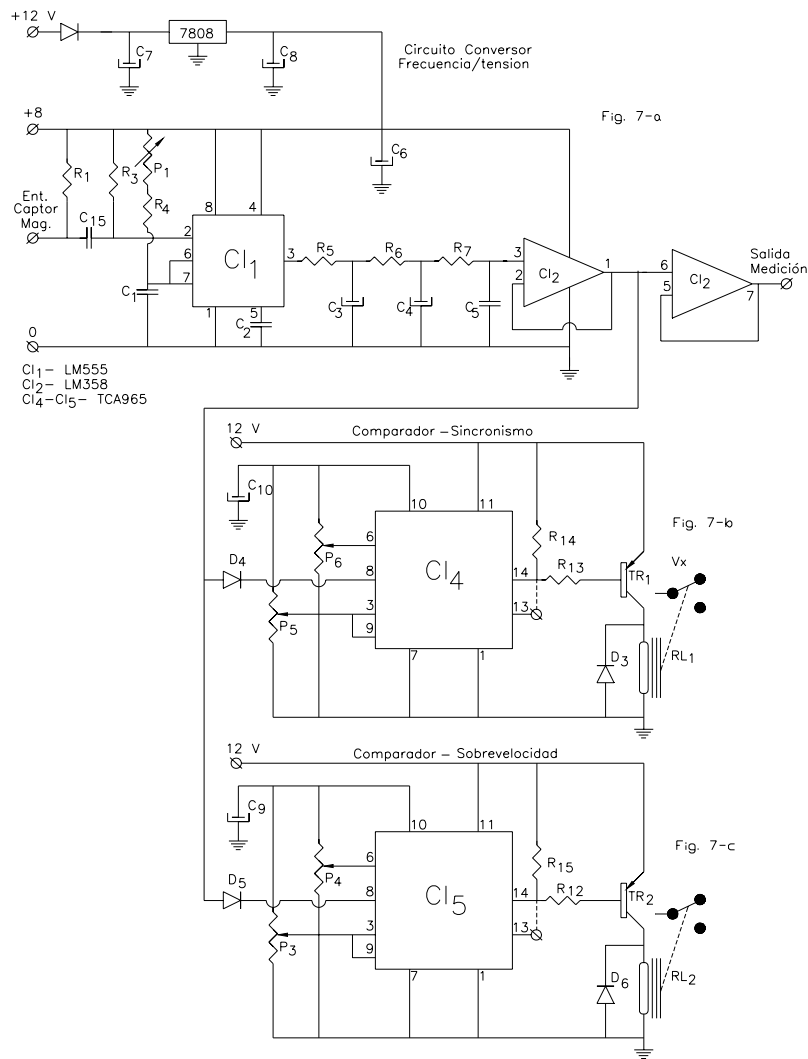 +12 V
7808
C7
C8
Circuito Conversor
Frecuencia/tension
Fig. 7-a
+8
R1
R3
P1
R4
C6
Ent.
Captor
Mag.
C15
2
6
7
8
4
CI1
3
1
5
C1
C2
R5
R6
R7
C3
C4
C5
3
2
CI2
1
6
5
CI2
7
Salida
Medición
0
CI1- LM555
CI2- LM358
CI4-CI5- TCA965
12 V
Comparador -Sincronismo
C10
10
11
P6
6
8
3
9
CI4
14
13
7
1
R14
R13
D4
P5
TR1
Fig. 7-b
Vx
D3
RL1
12 V
Comparador - Sobrevelocidad
C9
10
11
P4
6
8
3
9
CI5
14
13
7
1
R15
R12
D5
P3
TR2
Fig. 7-c
D6
RL2